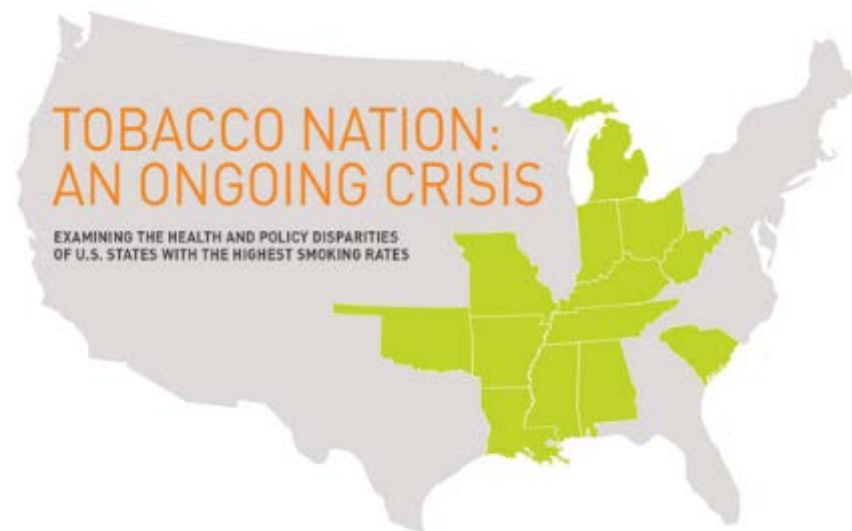 TOBACCO NATION:
AN ONGOING CRISIS
EXAMINING THE HEALTH AND POLICY DISPARITIES
OF U.S. STATES WITH THE HIGHEST SMOKING RATES